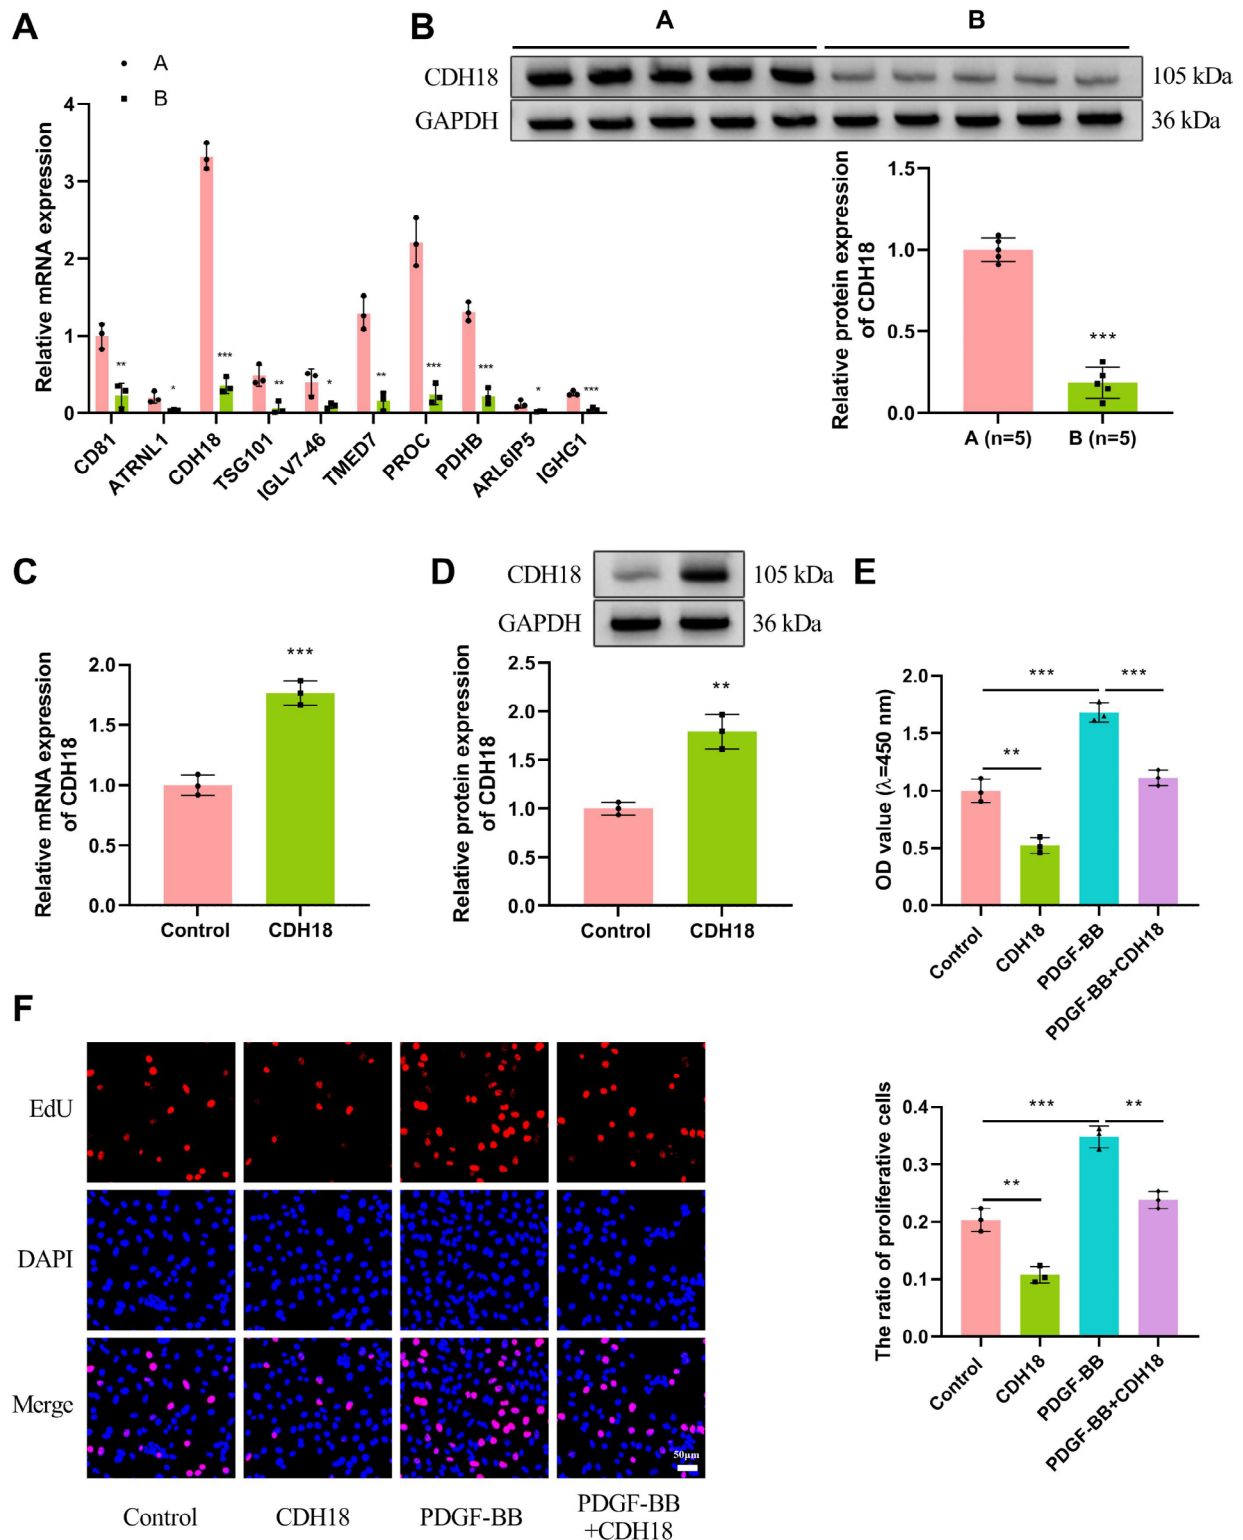 A
A
B
Relative mRNA expression
4
3
2
1
0
**
*
***
**
*
**
***
***
*
***
CD81
ATRNL1
CDH18
TSG101
IGLV7-46
TMED7
PROC
PDHB
ARL6IP5
IGHG1
B
A
B
CDH18
105 kDa
GAPDH
36 kDa
Relative protein expression
of CDH18
1.5
1.0
0.5
0.0
***
A (n=5)
B (n=5)
C
Relative mRNA expression
of CDH18
2.0
1.5
1.0
0.5
0.0
***
Control
CDH18
D
CDH18
105 kDa
GAPDH
36 kDa
Relative protein expression
of CDH18
2.5
2.0
1.5
1.0
0.5
0.0
**
Control
CDH18
E
OD value (λ=450 nm)
2.0
1.5
1.0
0.5
0.0
***
***
**
Control
CDH18
PDGF-BB
PDGF-BB+CDH18
F
EdU
DAPI
Merge
50μm
Control
CDH18
PDGF-BB
PDGF-BB
+CDH18
The ratio of proliferative cells
0.4
0.3
0.2
0.1
0.0
***
**
**
Control
CDH18
PDGF-BB
PDGF-BB+CDH18